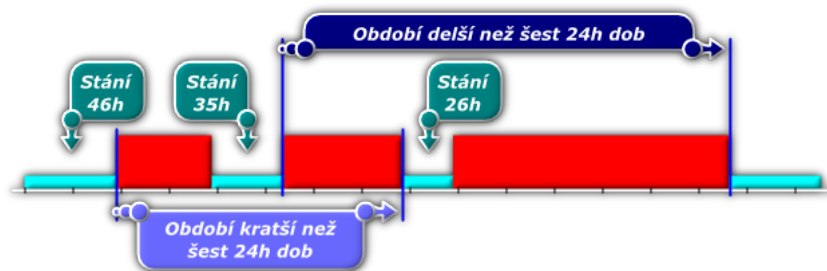 Období delší než šest 24h dob
Stání
46h
Stání
35h
Stání
26h
Období kratší než
šest 24h dob